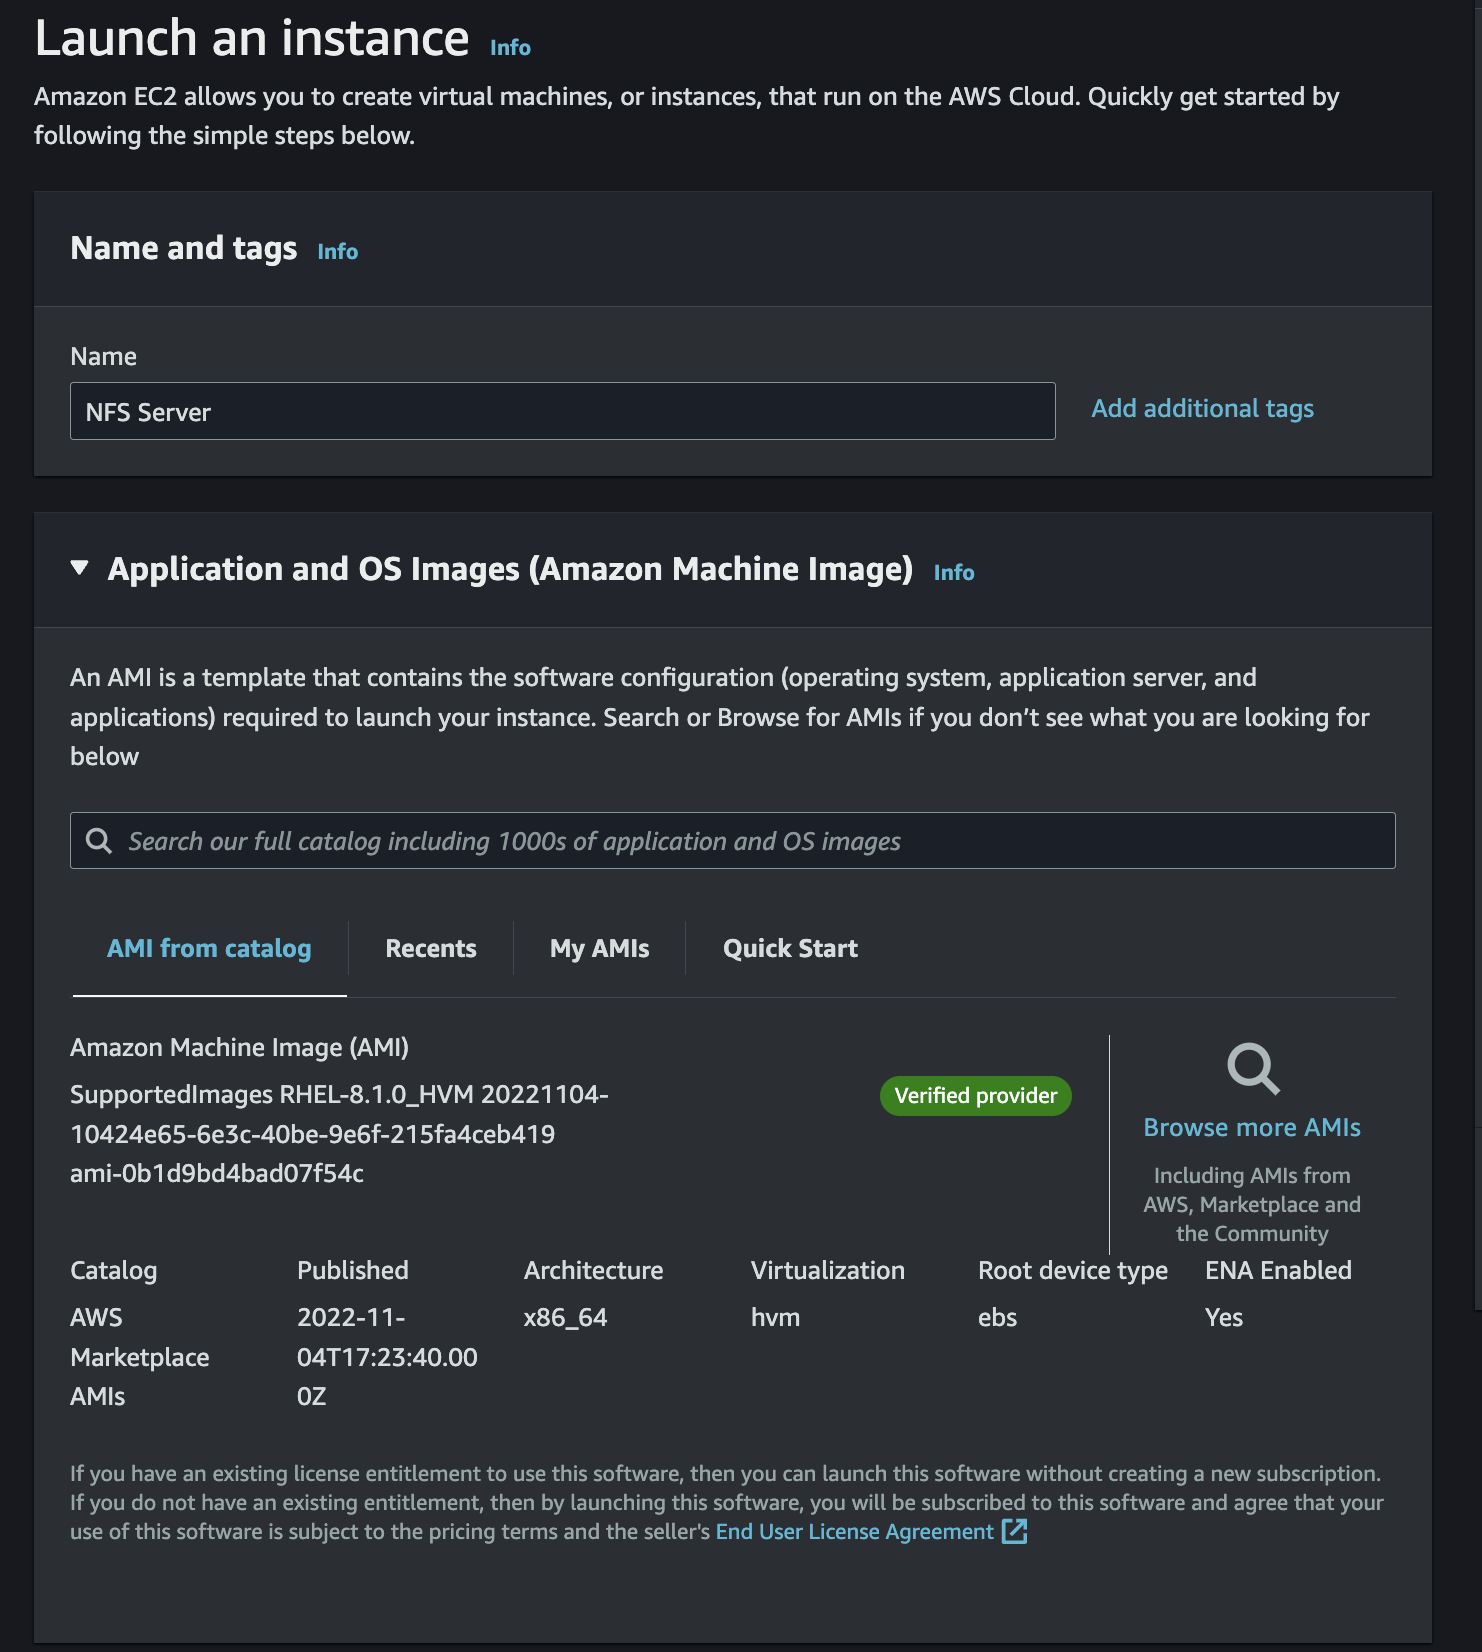 Launch an instance Info
Amazon EC2 allows you to create virtual machines, or instances, that run on the AWS Cloud. Quickly get started by
following the simple steps below.
Name and tags Info
Name
NFS Server
Add additional tags
Application and OS Images (Amazon Machine Image) Info
An AMI is a template that contains the software configuration (operating system, application server, and
applications) required to launch your instance. Search or Browse for AMIs if you don’t see what you are looking for
below
Search our full catalog including 1000s of application and OS images
AMI from catalog Recents My AMIs Quick Start
Amazon Machine Image (AMI)
SupportedImages RHEL-8.1.0_HVM 20221104-
10424e65-6e3c-40be-9e6f-215fa4ceb419
ami-0b1d9bd4bad07f54c
Verified provider
Browse more AMIs
Including AMIs from
AWS, Marketplace and
the Community
Catalog Published Architecture Virtualization Root device type ENA Enabled
AWS 2022-11- x86_64 hvm ebs Yes
Marketplace 04T17:23:40.00
AMIs 0Z
If you have an existing license entitlement to use this software, then you can launch this software without creating a new subscription.
If you do not have an existing entitlement, then by launching this software, you will be subscribed to this software and agree that your
use of this software is subject to the pricing terms and the seller's End User License Agreement